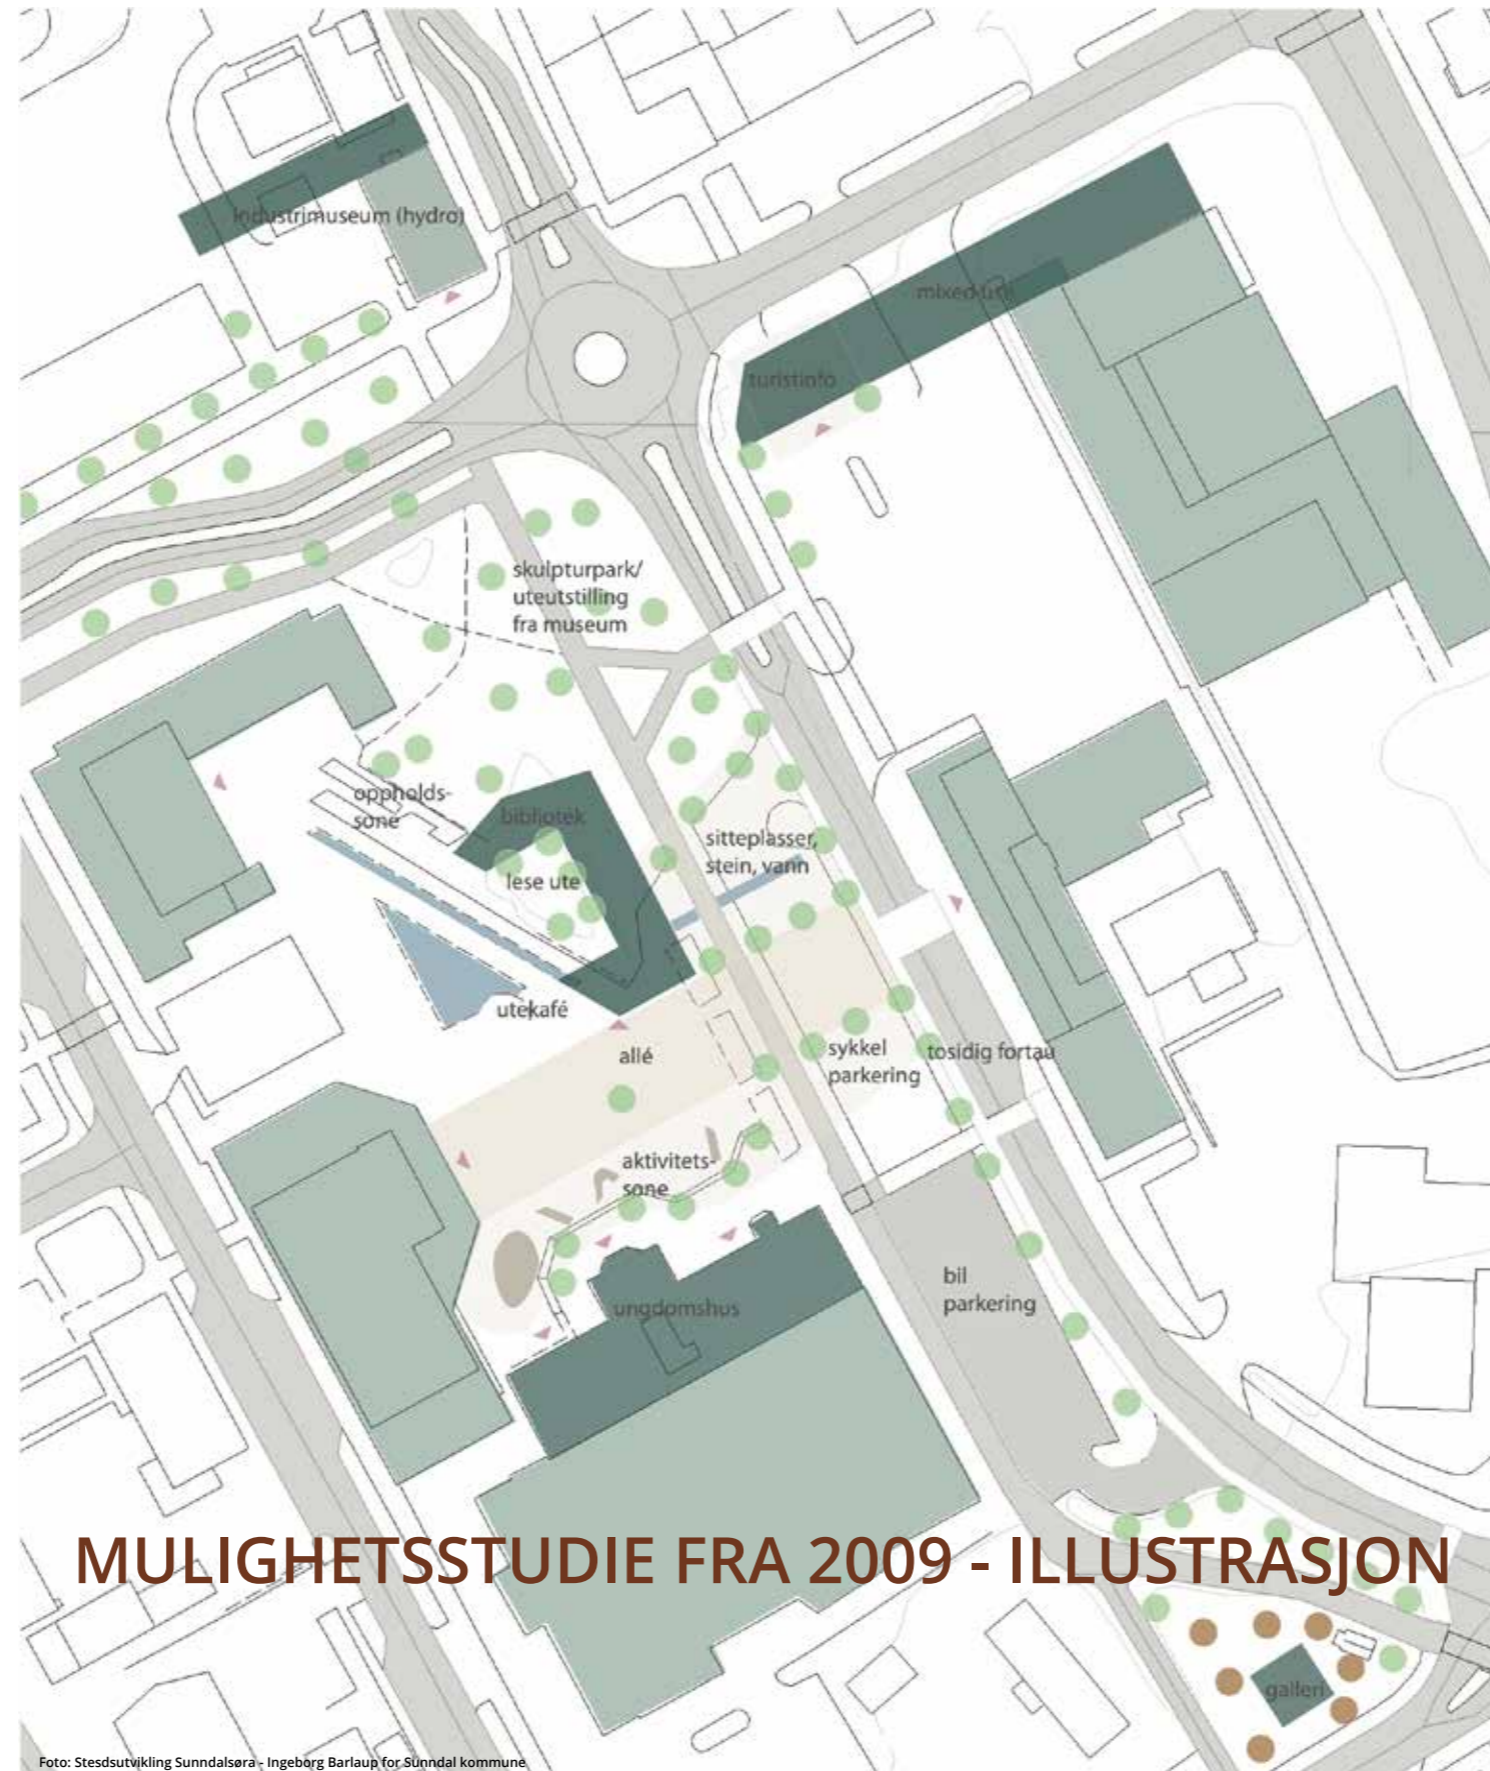 Industrimuseum (hydro)
mixed use
turistinfo
skulpturpark/
uteutstilling
fra museum
oppholds-
sone
bibliotek
lese ute
sitteplasser,
stein, vann
utekafé
allé
sykkel
parkering
tosidig fortau
aktivitets-
sone
ungdomshus
bil
parkering
MULIGHETSSTUDIE FRA 2009 - ILLUSTRASJON
galleri
Foto: Stesdsutvikling Sunndalsøra - Ingeborg Barlaup for Sunndal kommune